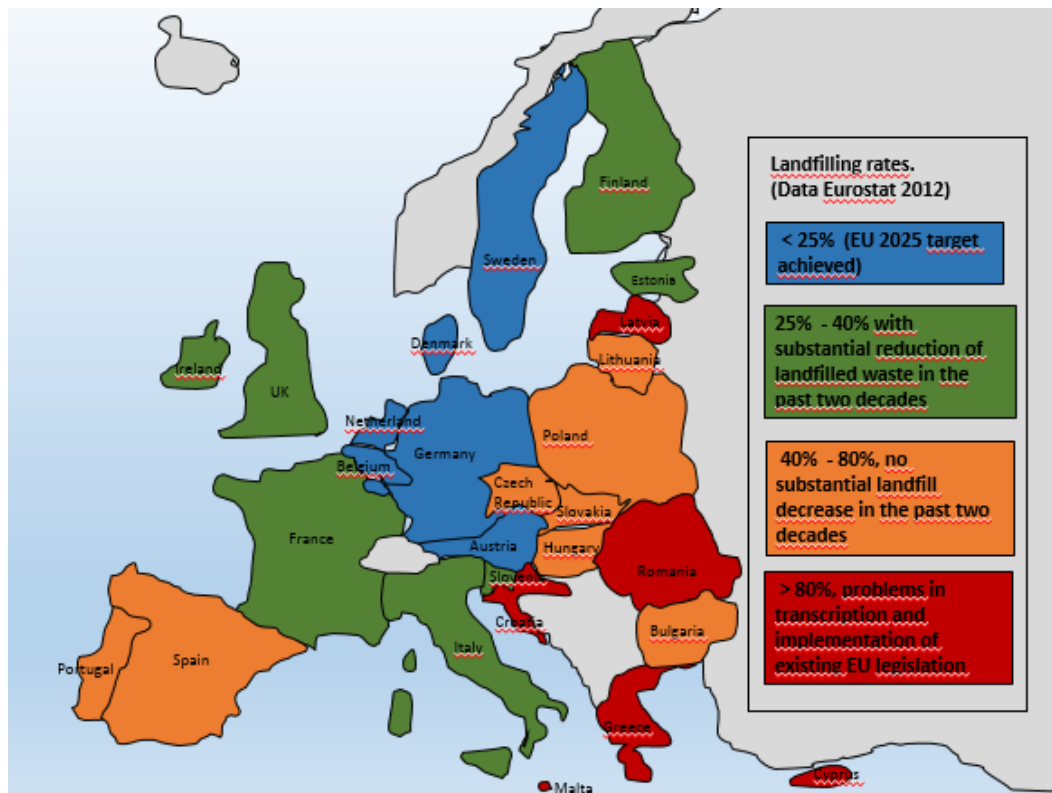 Finland
Sweden
Estonia
Latvia
Denmark
Lithuania
Ireland
UK
Netherland
Poland
Belgium
Germany
Czech
Republic
Slovakia
France
Austria
Hungary
Slovenia
Romania
Croatia
Bulgaria
Italy
Portugal
Spain
Greece
Cyprus
Malta
Landfilling rates.
(Data Eurostat 2012)
< 25% (EU 2025 target
achieved)
25% - 40% with
substantial reduction of
landfilled waste in the
past two decades
40% - 80%, no
substantial landfill
decrease in the past two
decades
> 80%, problems in
transcription and
implementation of
existing EU legislation